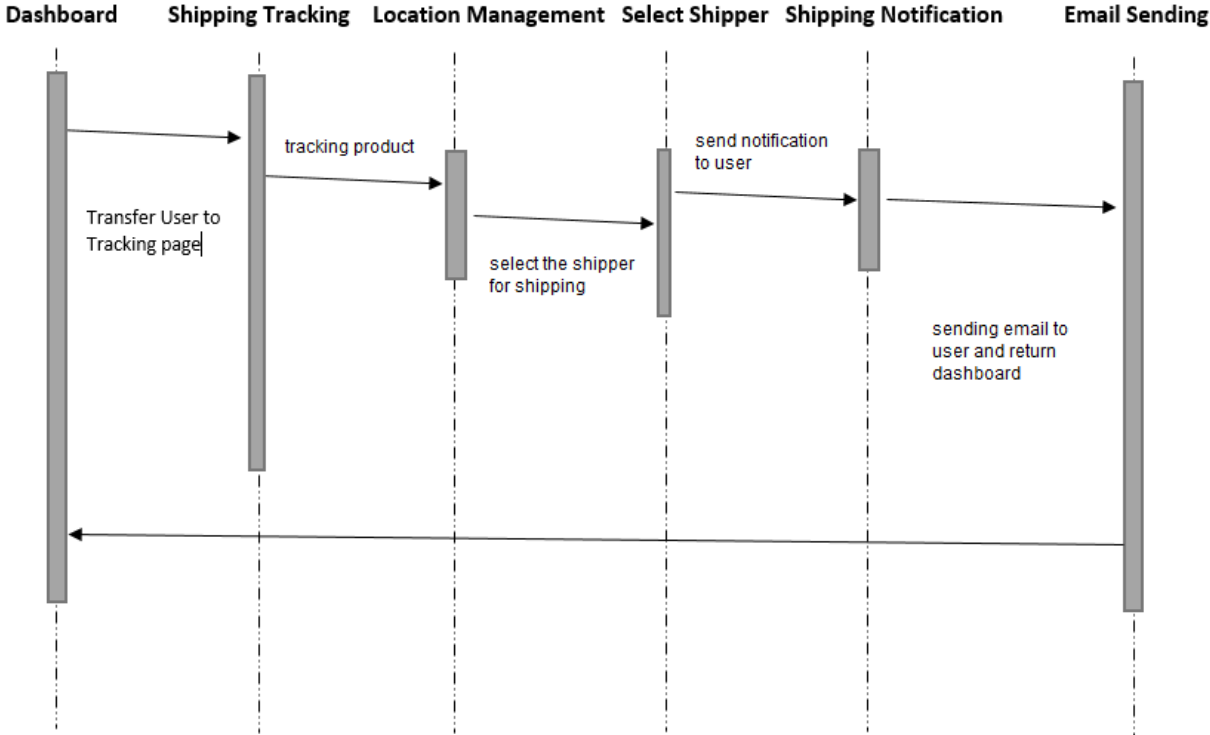 Dashboard
Shipping Tracking
Location Management
Select Shipper
Shipping Notification
Email Sending
tracking product
send notification
to user
Transfer User to
Tracking page
select the shipper
for shipping
sending email to
user and return
dashboard